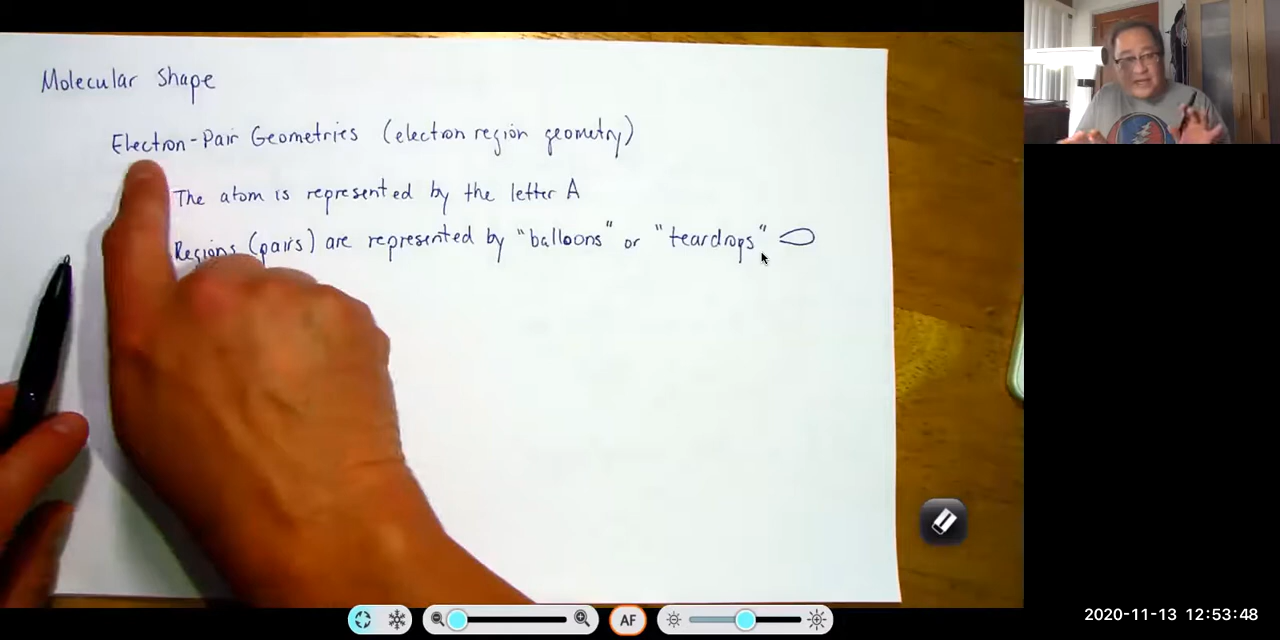 Molecular Shape
Electron-Pair Geometries (electron region geometry)
The atom is represented by the letter A
Regions (pairs) are represented by "balloons" or "teardrops"
AF
2020-11-13 12:53:48